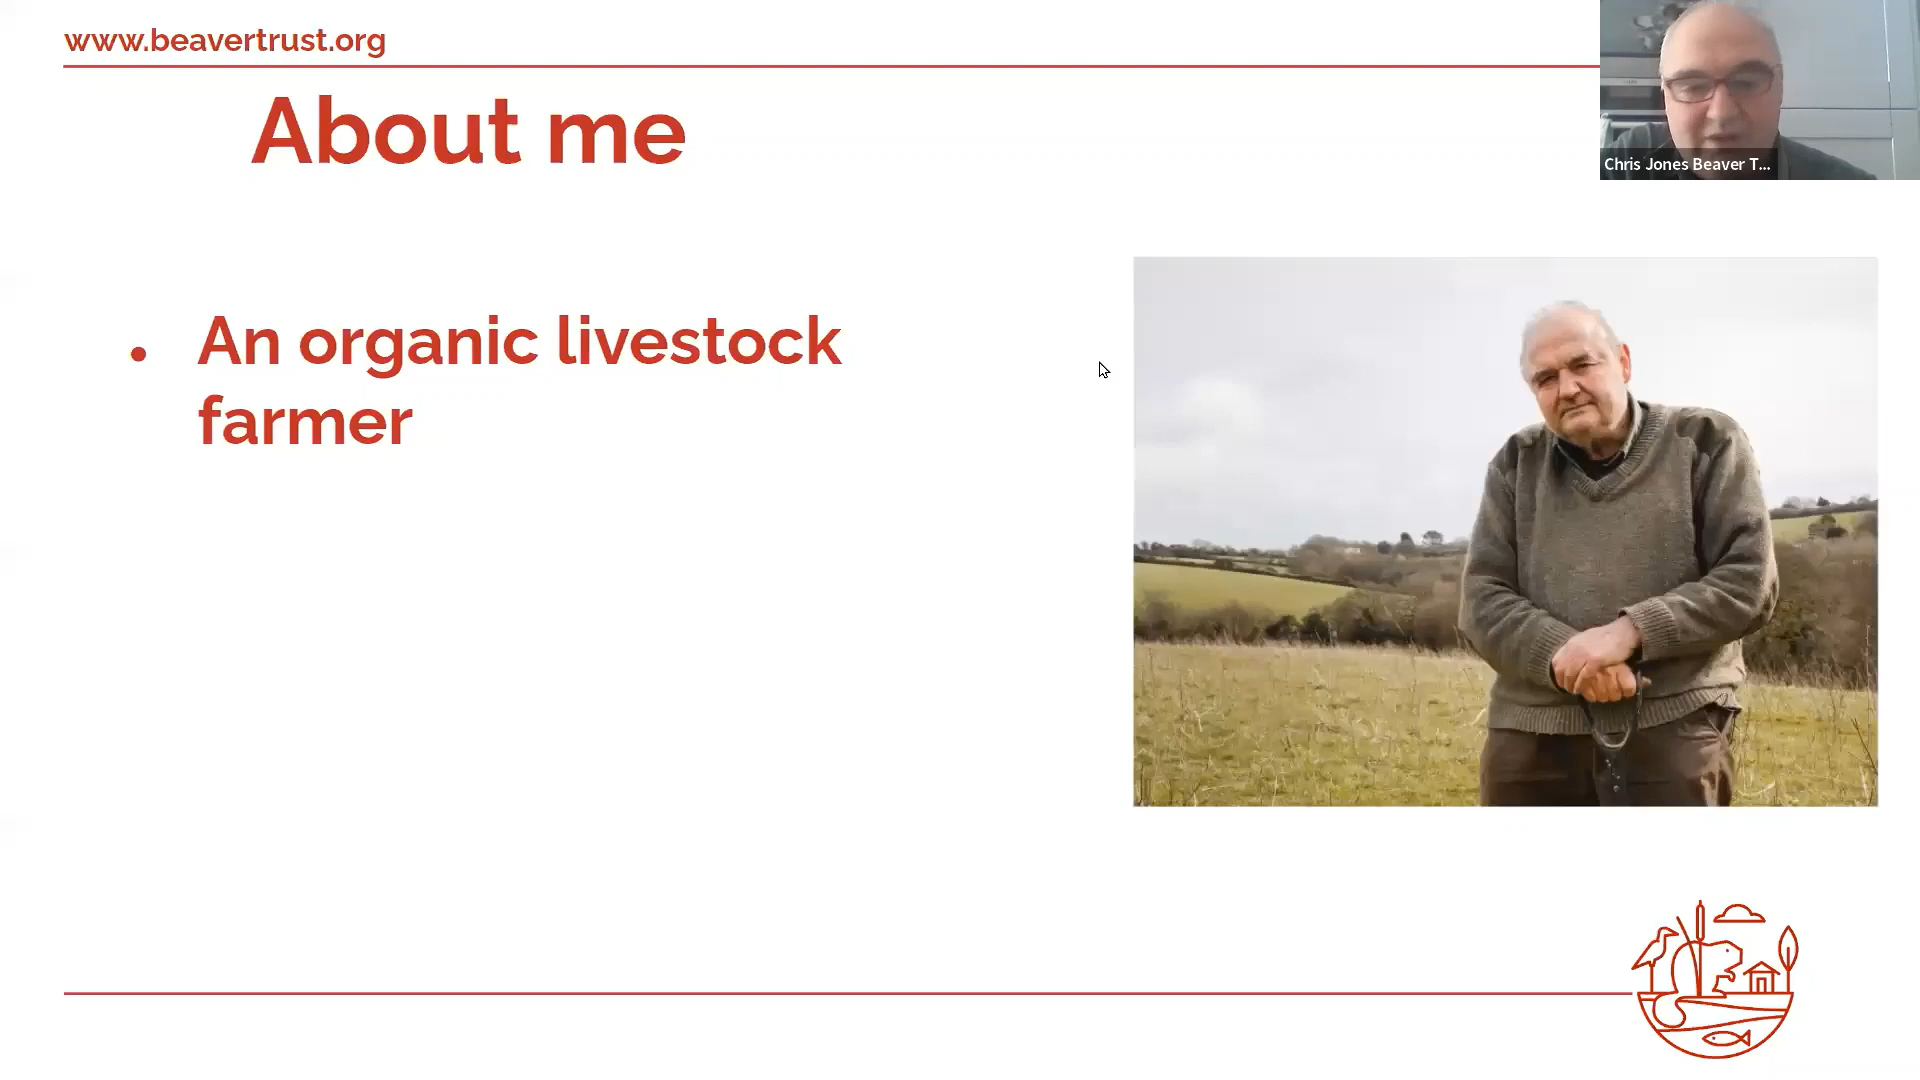 www.beavertrust.org
About me
Chris Jones Beaver T...
• An organic livestock
farmer